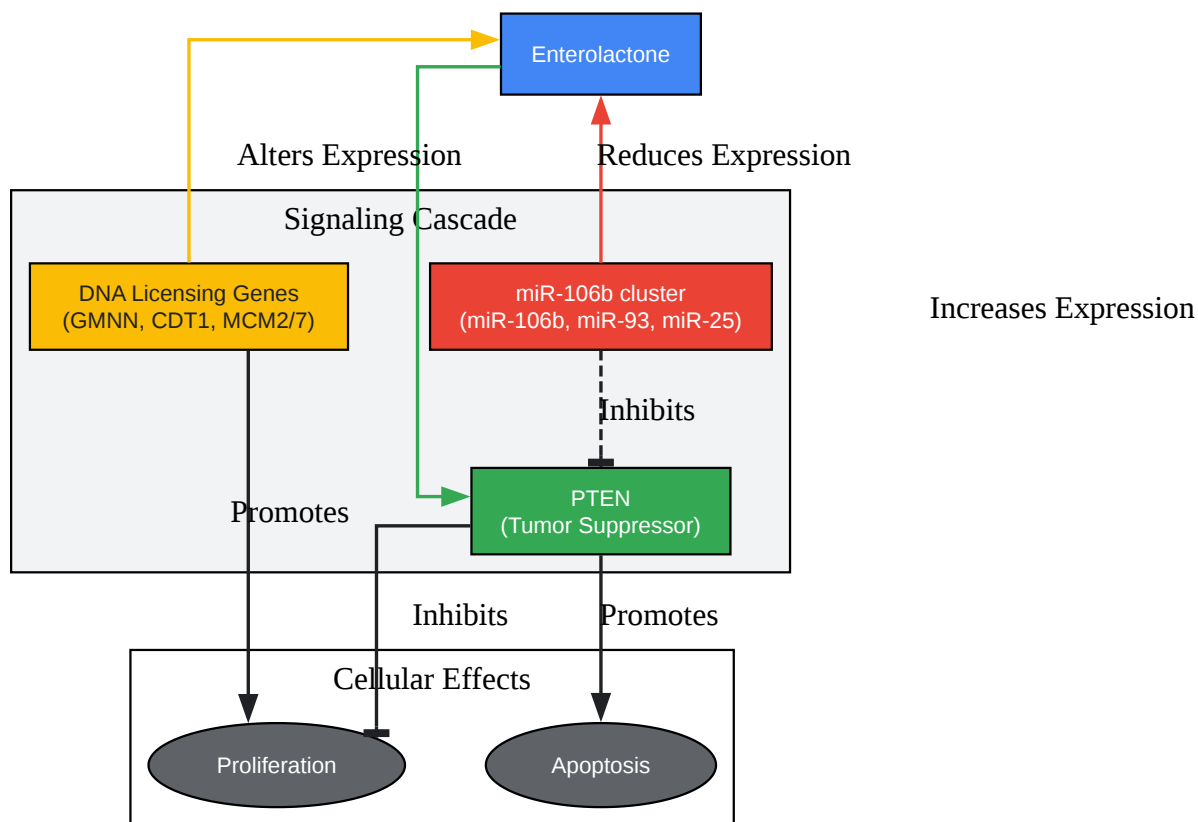 Enterolactone
Alters Expression
Reduces Expression
Signaling Cascade
DNA Licensing Genes
(GMNN, CDT1, MCM2/7)
miR-106b cluster
(miR-106b, miR-93, miR-25)
Increases Expression
Inhibits
PTEN
(Tumor Suppressor)
Promotes
Inhibits
Promotes
Cellular Effects
Proliferation
Apoptosis